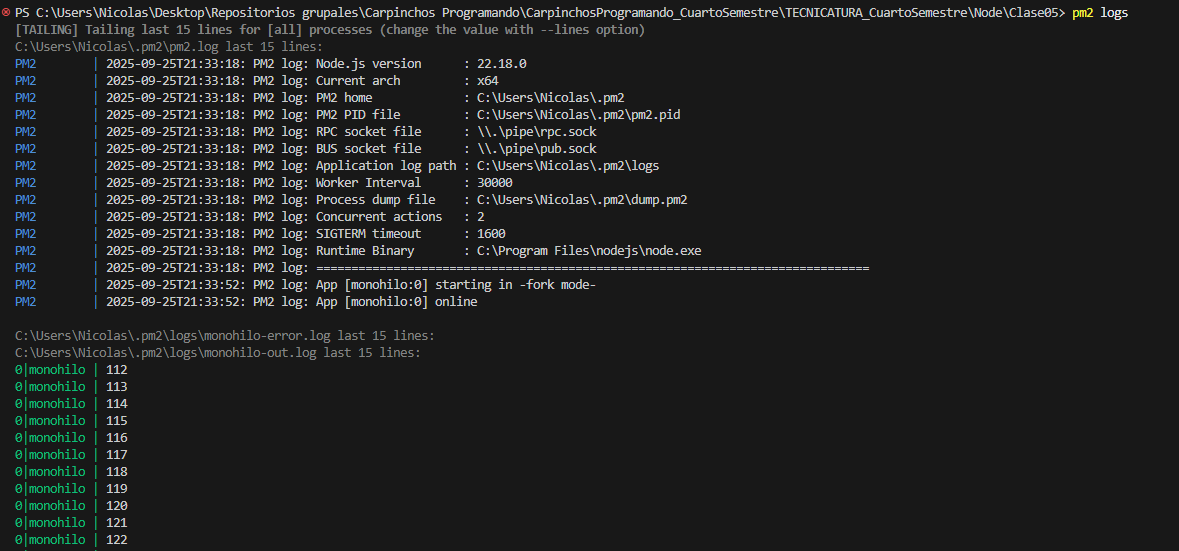 PS C:\Users\Nicolas\Desktop\Repositorios grupales\Carpinchos Programando\CarpinchosProgramando_CuartoSemestre\TECNICATURA_CuartoSemestre\Node\Clase05> pm2 logs
[TAILING] Tailing last 15 lines for [all] processes (change the value with --lines option)
C:\Users\Nicolas\.pm2\pm2.log last 15 lines:
PM2        | 2025-09-25T21:33:18: PM2 log: Node.js version      : 22.18.0
PM2        | 2025-09-25T21:33:18: PM2 log: Current arch         : x64
PM2        | 2025-09-25T21:33:18: PM2 log: PM2 home             : C:\Users\Nicolas\.pm2
PM2        | 2025-09-25T21:33:18: PM2 log: PM2 PID file         : C:\Users\Nicolas\.pm2\pm2.pid
PM2        | 2025-09-25T21:33:18: PM2 log: RPC socket file      : \\.\pipe\rpc.sock
PM2        | 2025-09-25T21:33:18: PM2 log: BUS socket file      : \\.\pipe\pub.sock
PM2        | 2025-09-25T21:33:18: PM2 log: Application log path : C:\Users\Nicolas\.pm2\logs
PM2        | 2025-09-25T21:33:18: PM2 log: Worker Interval      : 30000
PM2        | 2025-09-25T21:33:18: PM2 log: Process dump file    : C:\Users\Nicolas\.pm2\dump.pm2
PM2        | 2025-09-25T21:33:18: PM2 log: Concurrent actions   : 2
PM2        | 2025-09-25T21:33:18: PM2 log: SIGTERM timeout      : 1600
PM2        | 2025-09-25T21:33:18: PM2 log: Runtime Binary       : C:\Program Files\nodejs\node.exe
PM2        | 2025-09-25T21:33:18: PM2 log: ===============================================================================
PM2        | 2025-09-25T21:33:52: PM2 log: App [monohilo:0] starting in -fork mode-
PM2        | 2025-09-25T21:33:52: PM2 log: App [monohilo:0] online
C:\Users\Nicolas\.pm2\logs\monohilo-error.log last 15 lines:
C:\Users\Nicolas\.pm2\logs\monohilo-out.log last 15 lines:
0|monohilo | 112
0|monohilo | 113
0|monohilo | 114
0|monohilo | 115
0|monohilo | 116
0|monohilo | 117
0|monohilo | 118
0|monohilo | 119
0|monohilo | 120
0|monohilo | 121
0|monohilo | 122